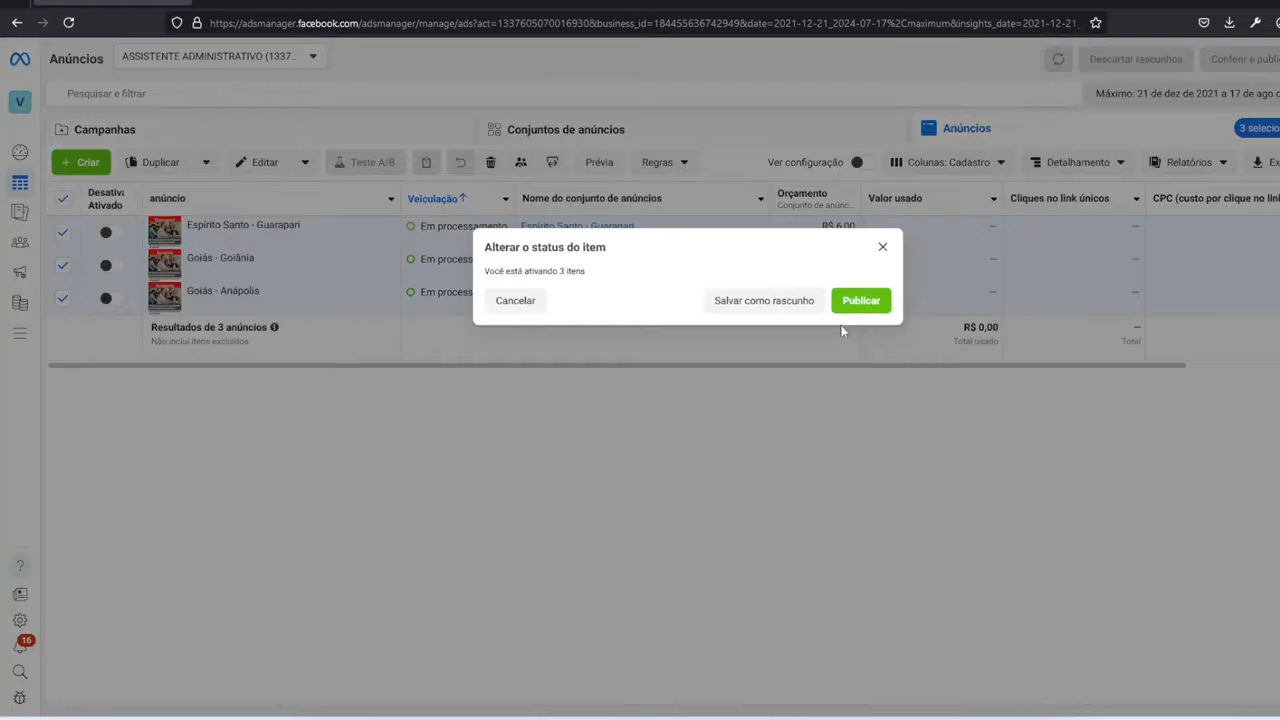 https://adsmanager.facebook.com/adsmanager/manage/ads?act=1337605070016930&business_id=184455636742949&date=2021-12-21_2024-07-17%2Cmaximum&insights_date=2021-12-21_
Anúncios
ASSISTENTE ADMINISTRATIVO (1337...
Descartar rascunhos
Conferir e publi
V
Pesquisar e filtrar
Máximo: 21 de dez de 2021 a 17 de ago d
Campanhas
Conjuntos de anúncios
Anúncios
3 selecio
+ Criar
Duplicar
Editar
Teste A/B
Prévia
Regras
Ver configuração
Colunas: Cadastro
Detalhamento
Relatórios
Ex
Desativ
Ativado
anúncio
Veiculação
Nome do conjunto de anúncios
Orçamento
Conjunto de anúnc...
Valor usado
Cliques no link únicos
CPC (custo por clique no lin
Espírito Santo - Guarapari
Em processamento
Espírito Santo - Guarapari
R$ 6,00
—
—
Goiás - Goiânia
Em process
—
—
Goiás - Anápolis
Em process
—
—
Resultados de 3 anúncios
Não inclui itens excluídos
R$ 0,00
Total usado
—
Total
Alterar o status do item
Você está ativando 3 itens
Cancelar
Salvar como rascunho
Publicar
?
16